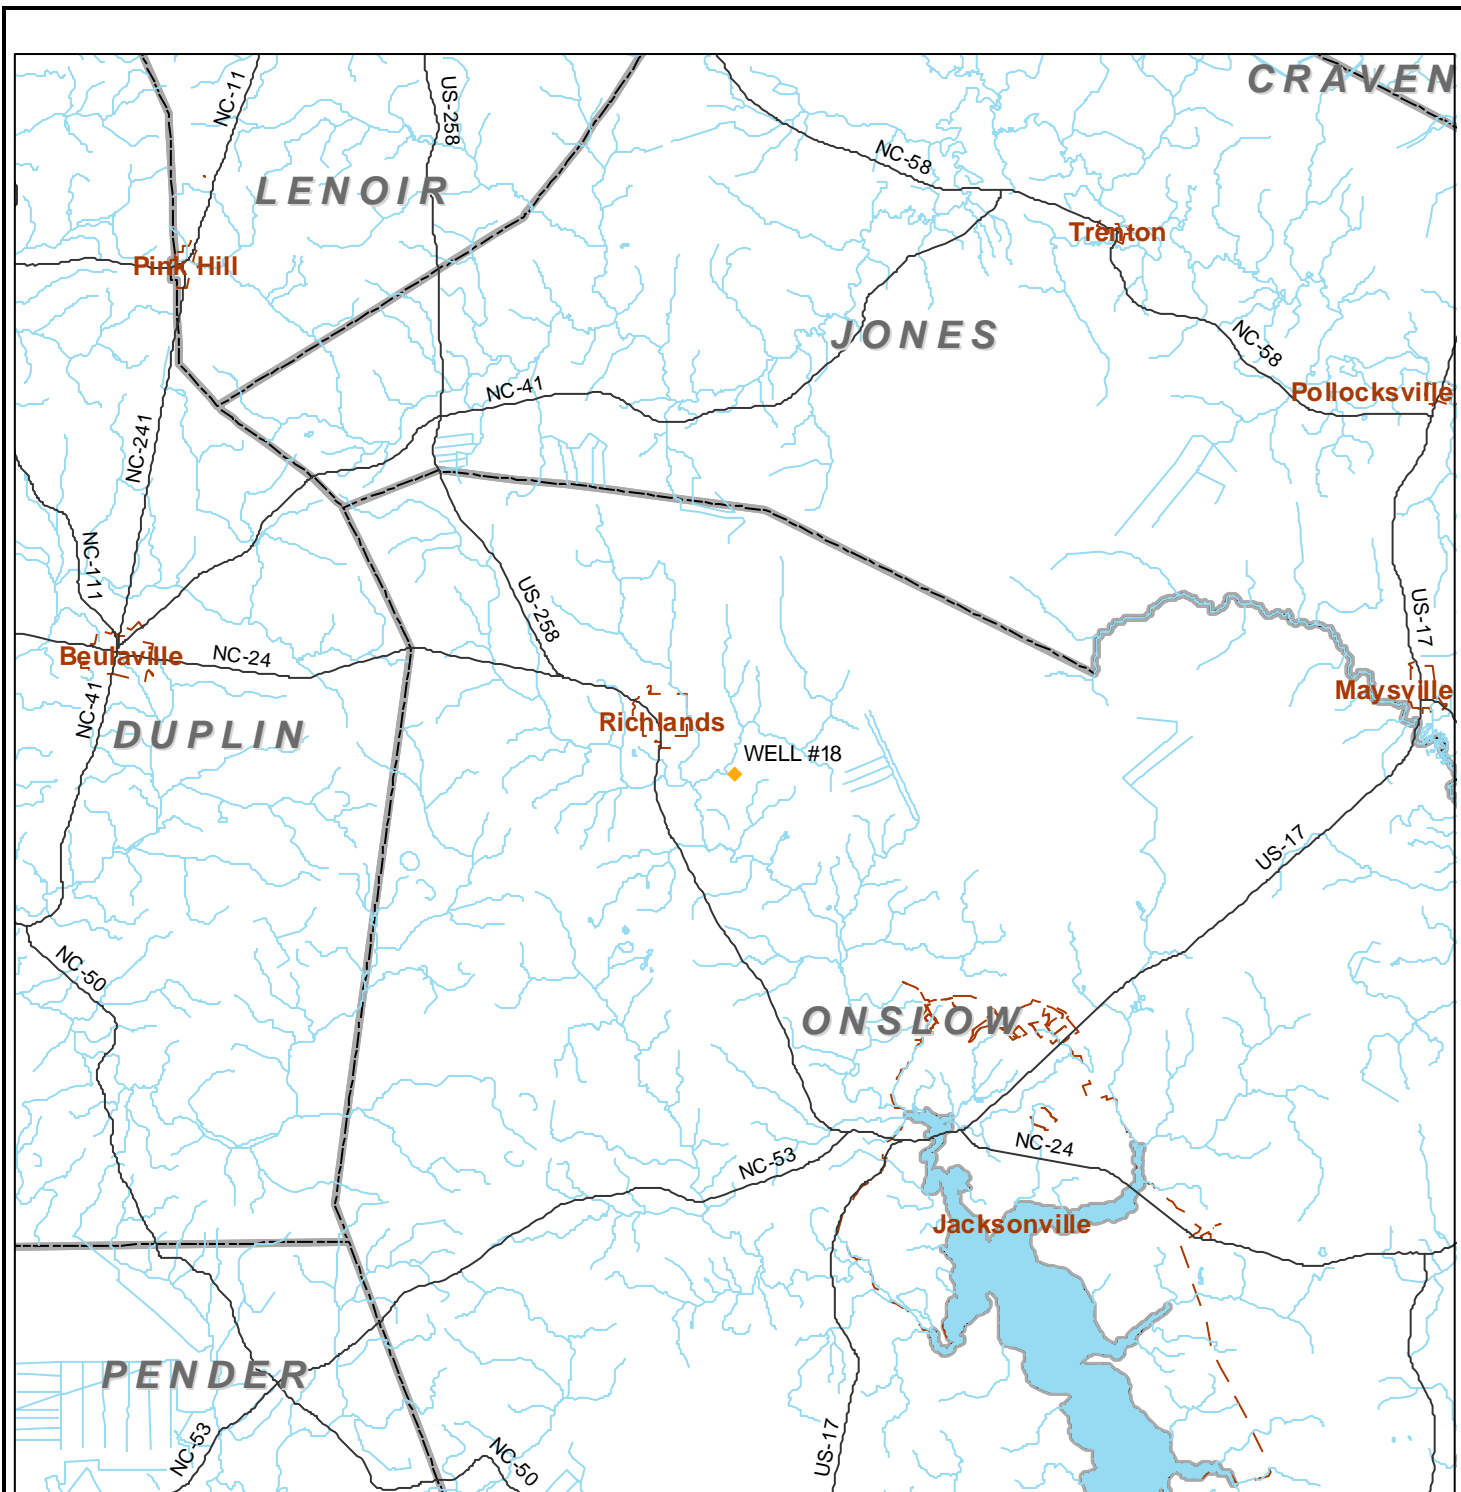 CRAVEN
NC-11
US-258
NC-58
LENOIR
Trenton
Pink Hill
JONES
NC-58
NC-41
Pollocksville
NC-241
NC-111
US-258
US-17
Beulaville
NC-24
NC-41
Maysville
Richlands
DUPLIN
WELL #18
US-17
NC-50
ONSLOW
NC-24
NC-53
Jacksonville
PENDER
NC-53
US-17
NC-50